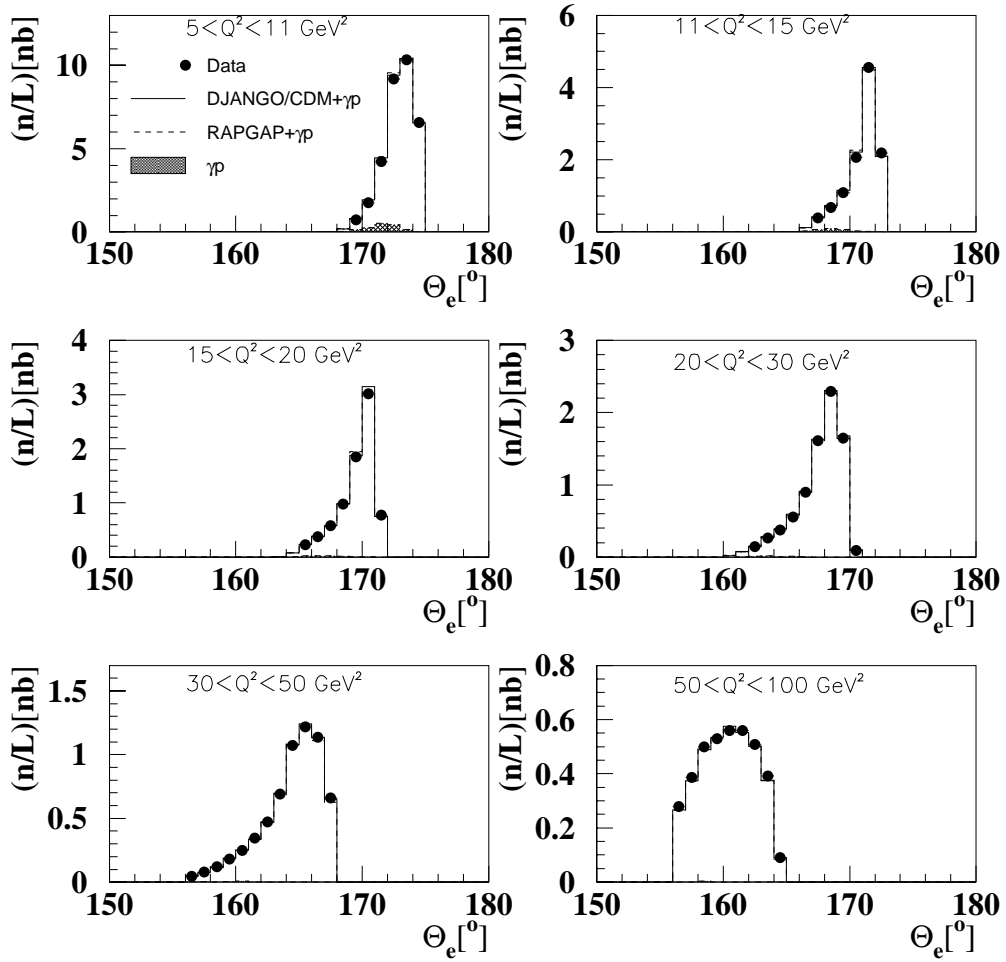 (n/L)[nb]
5<Q²<11 GeV²
Data
DJANGO/CDM+γp
RAPGAP+γp
γp
10
5
0
150 160 170 180
Θe[°]
(n/L)[nb]
11<Q²<15 GeV²
6
4
2
0
150 160 170 180
Θe[°]
(n/L)[nb]
15<Q²<20 GeV²
4
3
2
1
0
150 160 170 180
Θe[°]
(n/L)[nb]
20<Q²<30 GeV²
3
2
1
0
150 160 170 180
Θe[°]
(n/L)[nb]
30<Q²<50 GeV²
1.5
1
0.5
0
150 160 170 180
Θe[°]
(n/L)[nb]
50<Q²<100 GeV²
0.8
0.6
0.4
0.2
0
150 160 170 180
Θe[°]